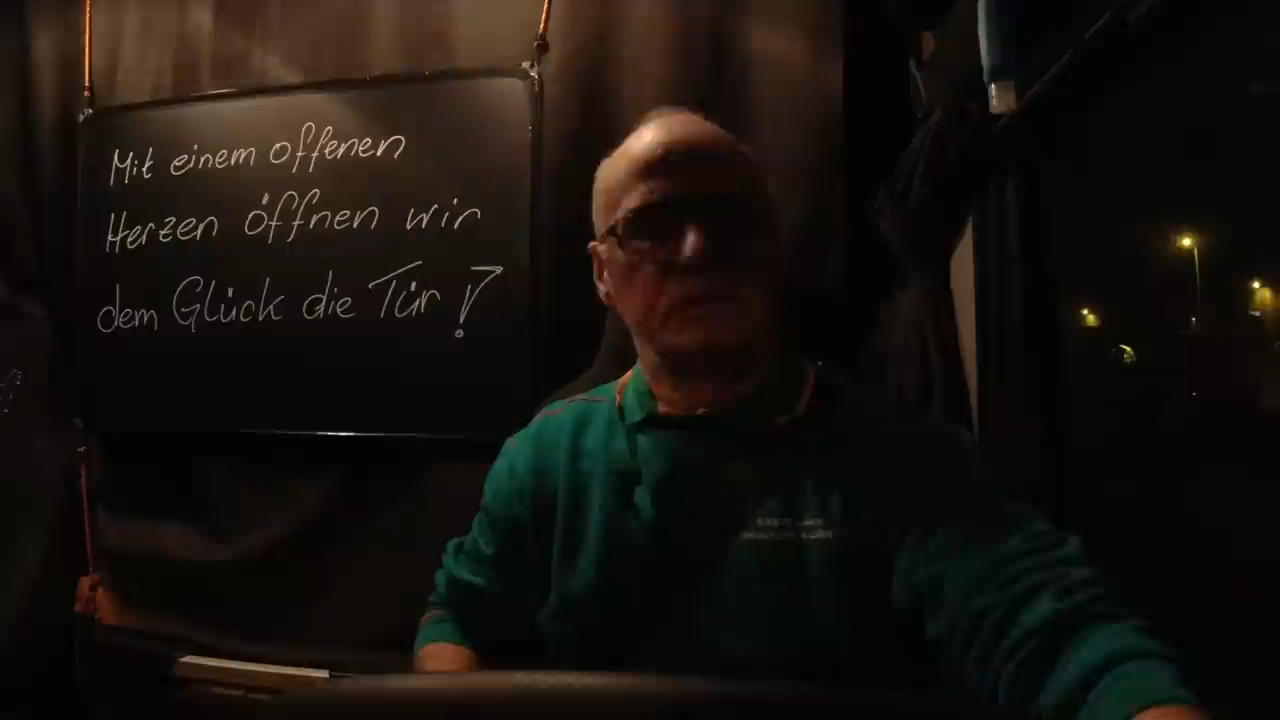 Mit einem offenen
Herzen öffnen wir
dem Glück die Tür !